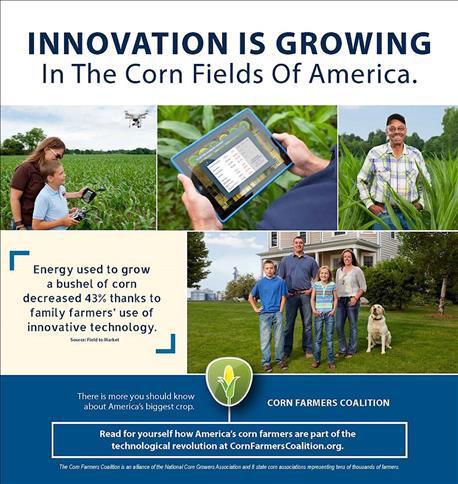 INNOVATION IS GROWING
In The Corn Fields Of America.
Energy used to grow
a bushel of corn
decreased 43% thanks to
family farmers' use of
innovative technology.
Source: Field to Market
There is more you should know
about America's biggest crop.
CORN FARMERS COALITION
Read for yourself how America's corn farmers are part of the
technological revolution at CornFarmersCoalition.org.
The Corn Farmers Coalition is an alliance of the National Corn Growers Association and 8 state corn associations representing tens of thousands of farmers.